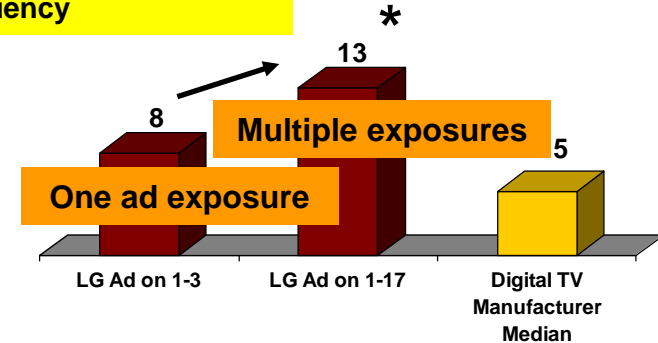 *
13
8
Multiple exposures
5
One ad exposure
LG Ad on 1-3
LG Ad on 1-17
Digital TV
Manufacturer
Median